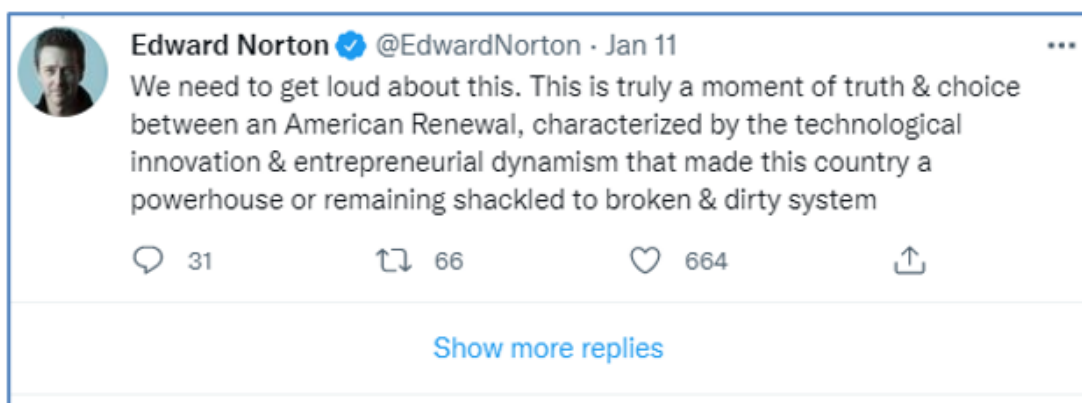 Edward Norton @EdwardNorton · Jan 11
We need to get loud about this. This is truly a moment of truth & choice
between an American Renewal, characterized by the technological
innovation & entrepreneurial dynamism that made this country a
powerhouse or remaining shackled to broken & dirty system
31 66 664
Show more replies